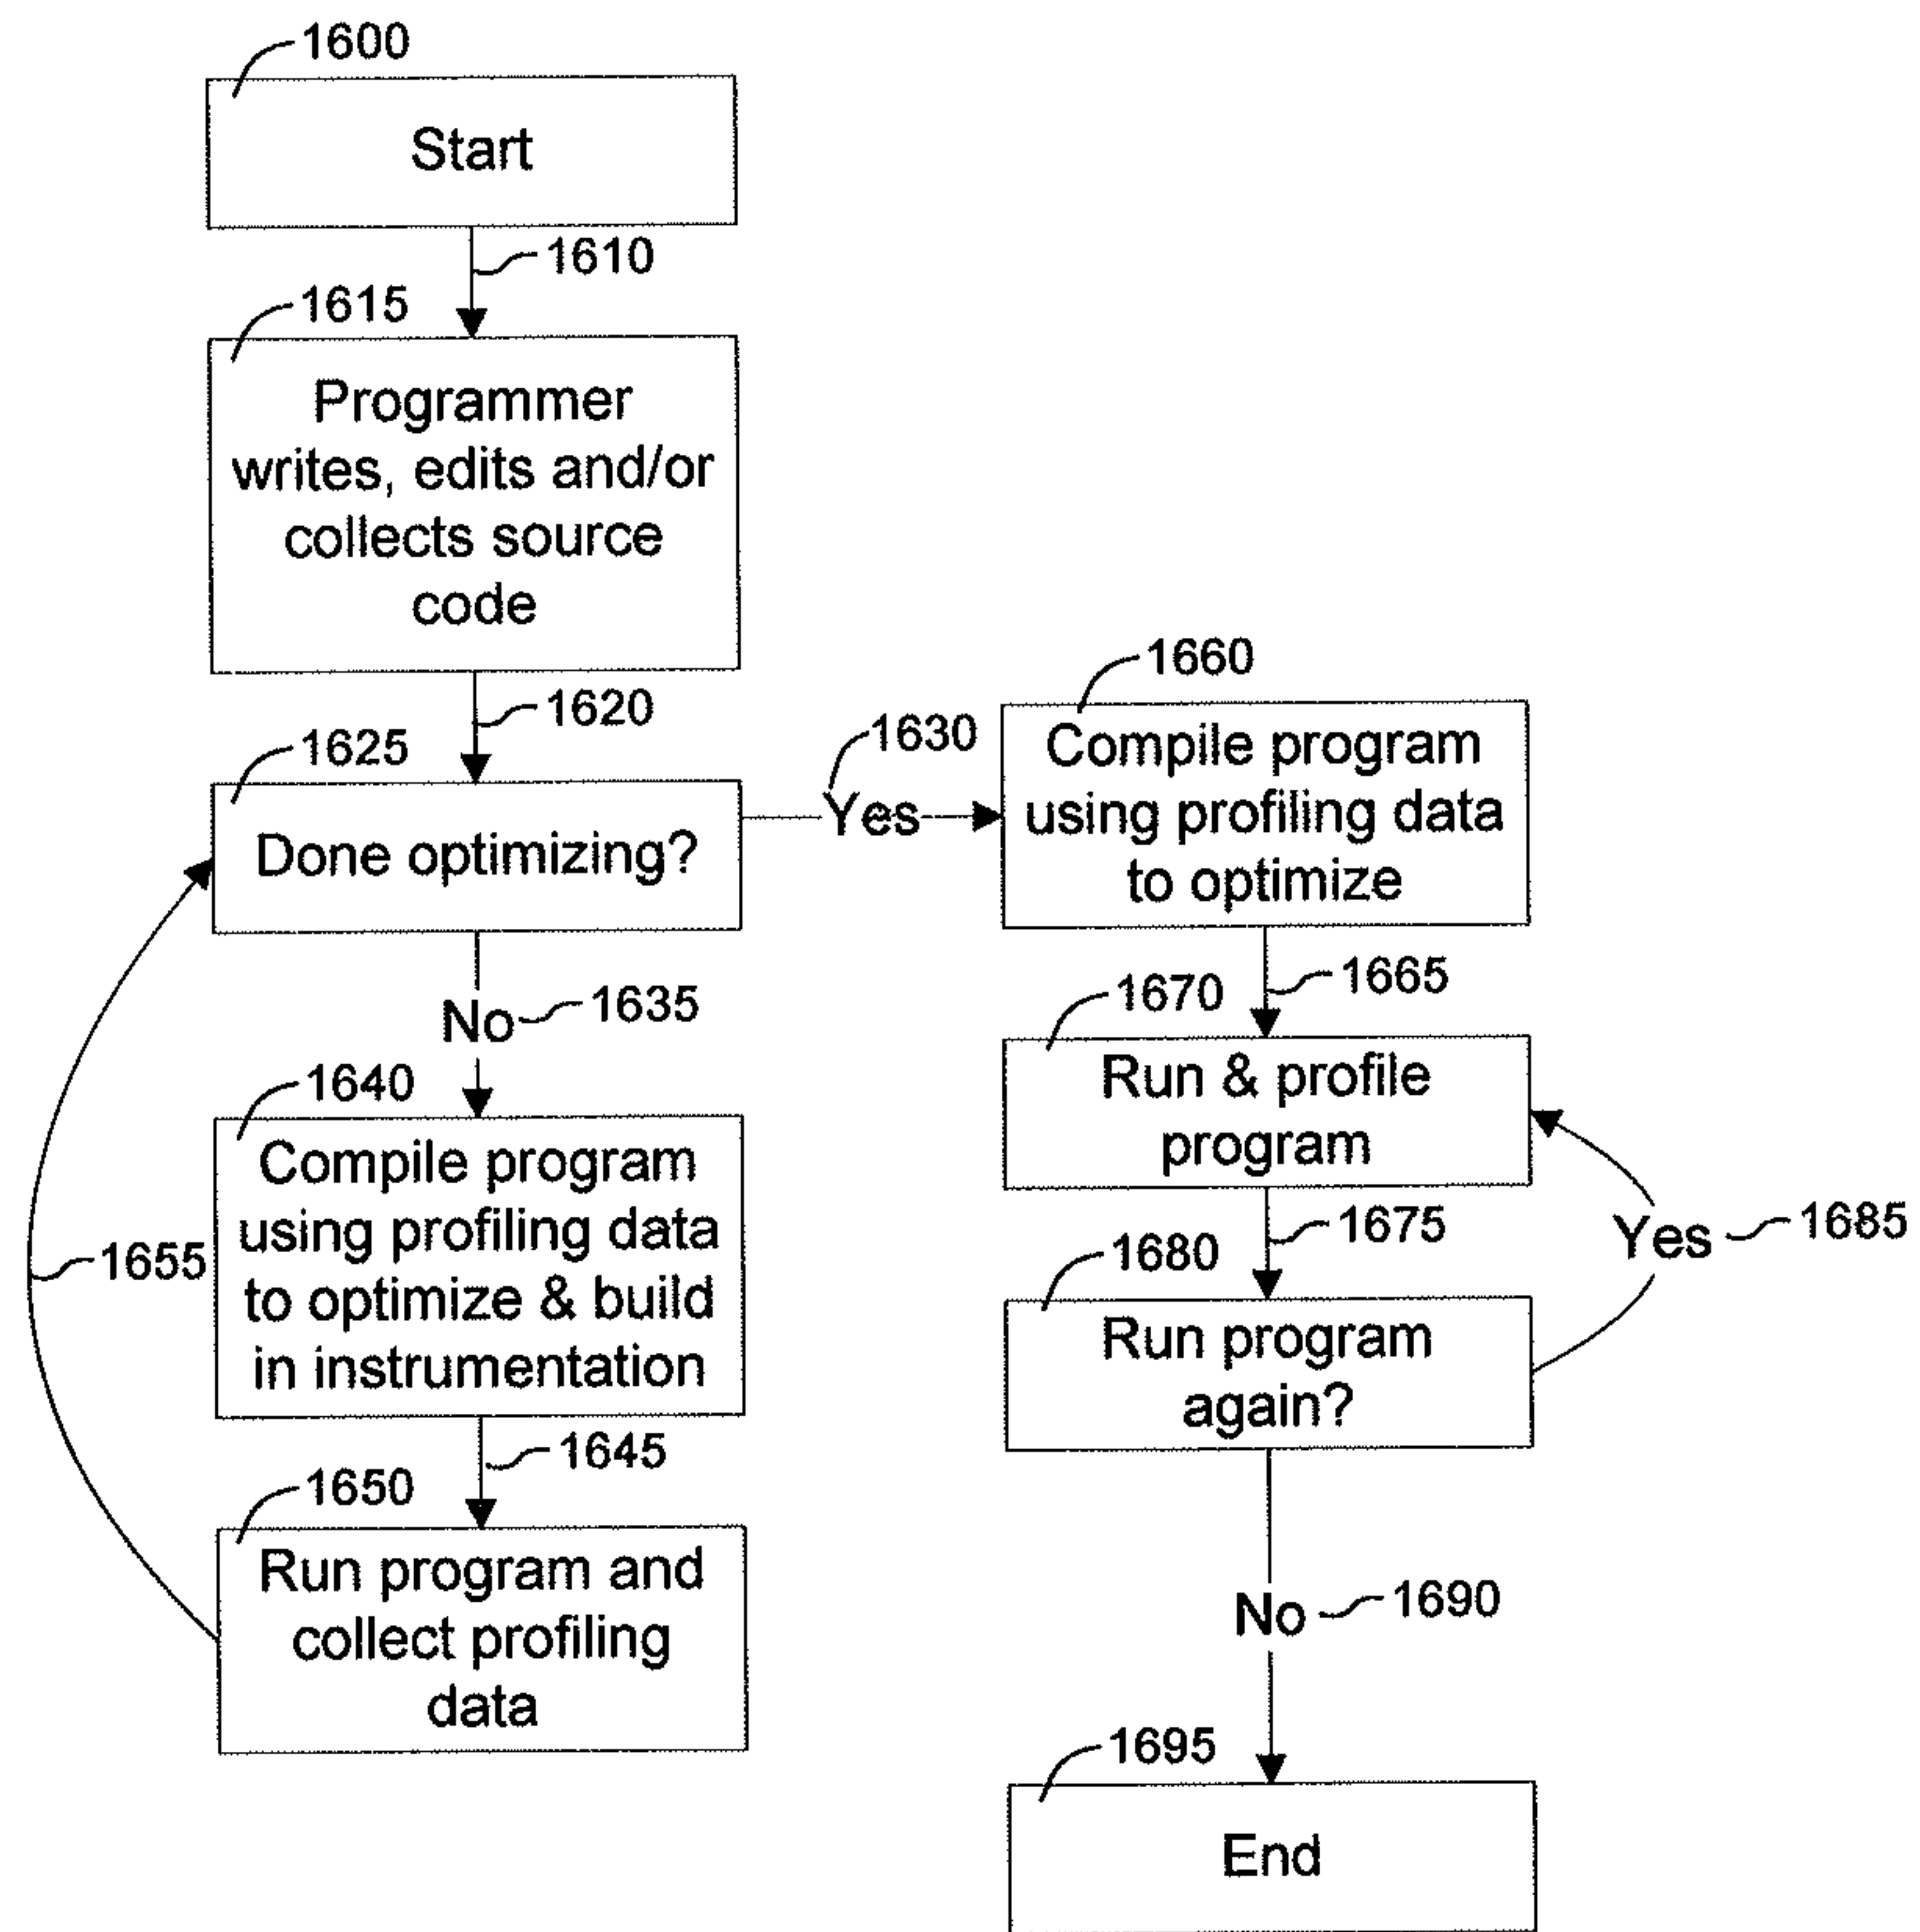 1600
Start
1610
1615
Programmer
writes, edits and/or
collects source
code
1620
1625
Done optimizing?
1630
Yes
No
1635
1640
Compile program
using profiling data
to optimize & build
in instrumentation
1645
1650
Run program and
collect profiling
data
1655
1660
Compile program
using profiling data
to optimize
1665
1670
Run & profile
program
1675
1680
Run program
again?
Yes
1685
No
1690
1695
End